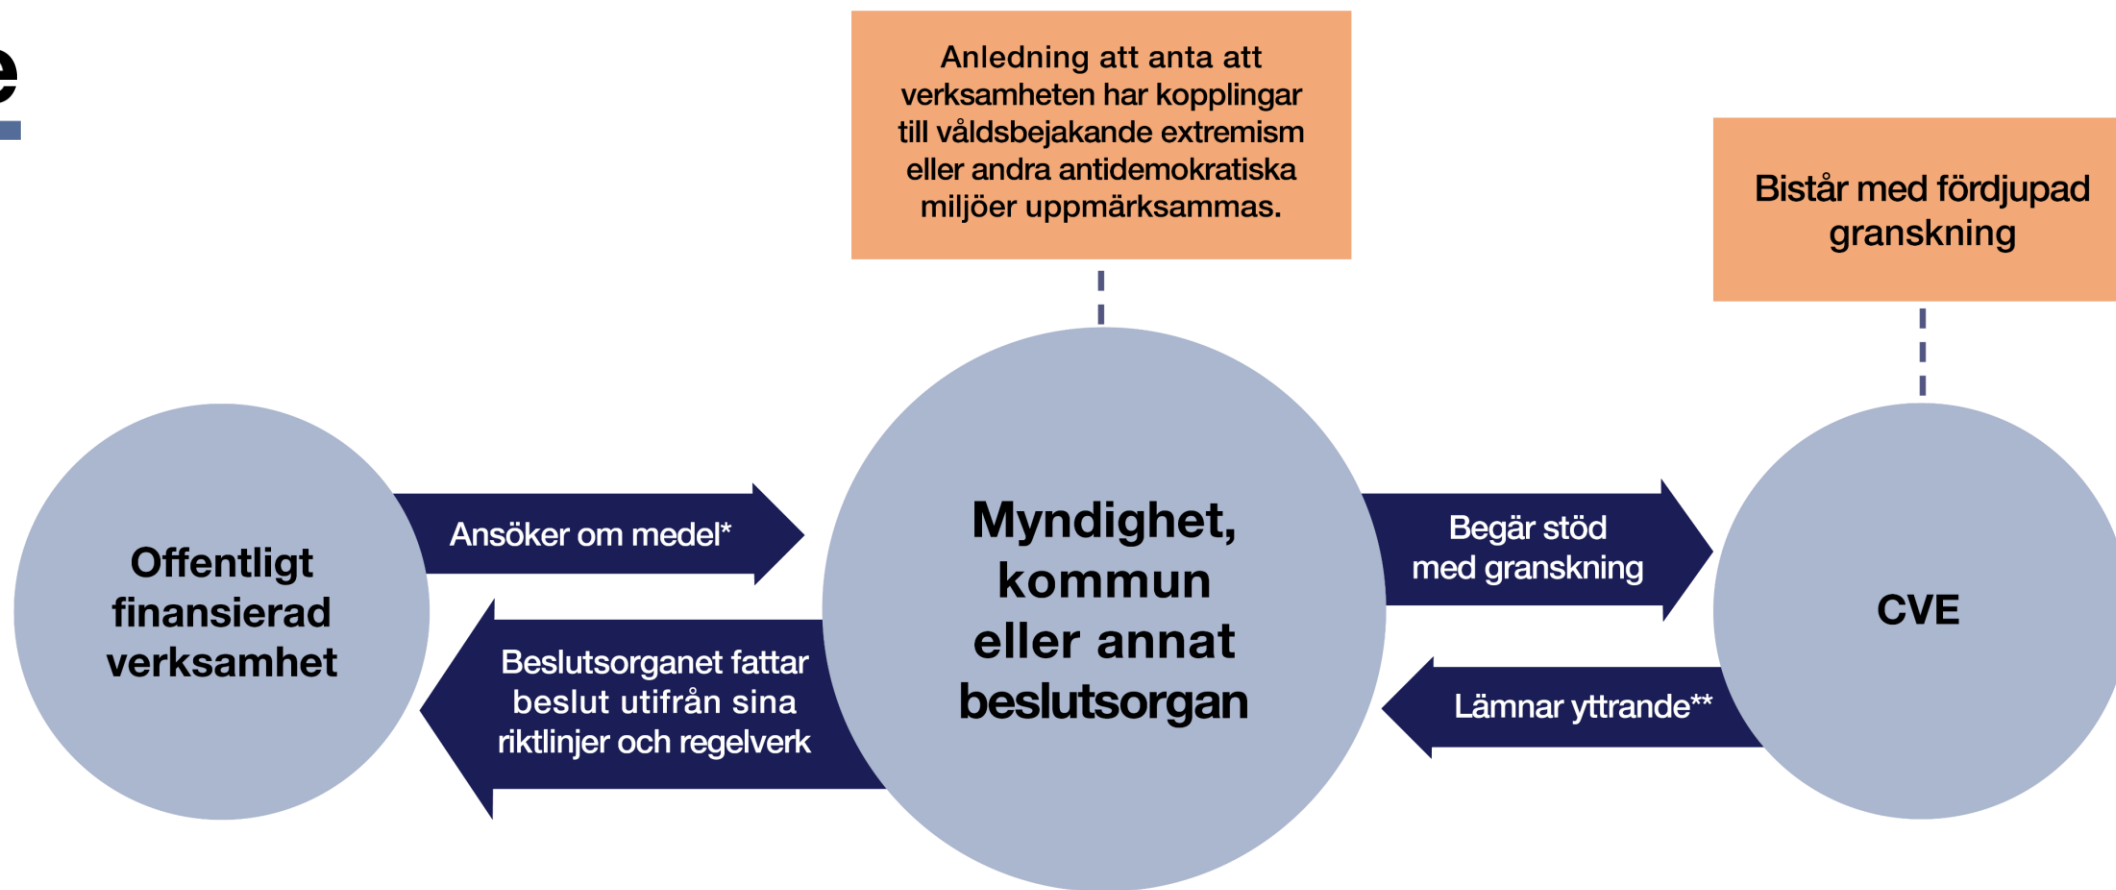 e
Anledning att anta att
verksamheten har kopplingar
till våldsbejakande extremism
eller andra antidemokratiska
miljöer uppmärksammas.
Bistår med fördjupad
granskning
Offentligt
finansierad
verksamhet
Ansöker om medel*
Beslutsorganet fattar
beslut utifrån sina
riktlinjer och regelverk
Myndighet,
kommun
eller annat
beslutsorgan
Begär stöd
med granskning
Lämnar yttrande**
CVE